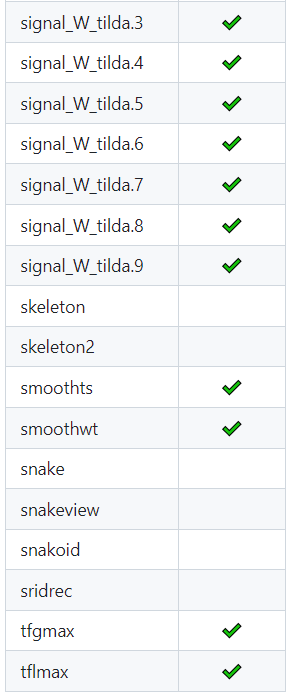 signal_W_tilda.3 ✔
signal_W_tilda.4 ✔
signal_W_tilda.5 ✔
signal_W_tilda.6 ✔
signal_W_tilda.7 ✔
signal_W_tilda.8 ✔
signal_W_tilda.9 ✔
skeleton
skeleton2
smoothts ✔
smoothwt ✔
snake
snakeview
snakoid
sridrec
tfgmax ✔
tflmax ✔